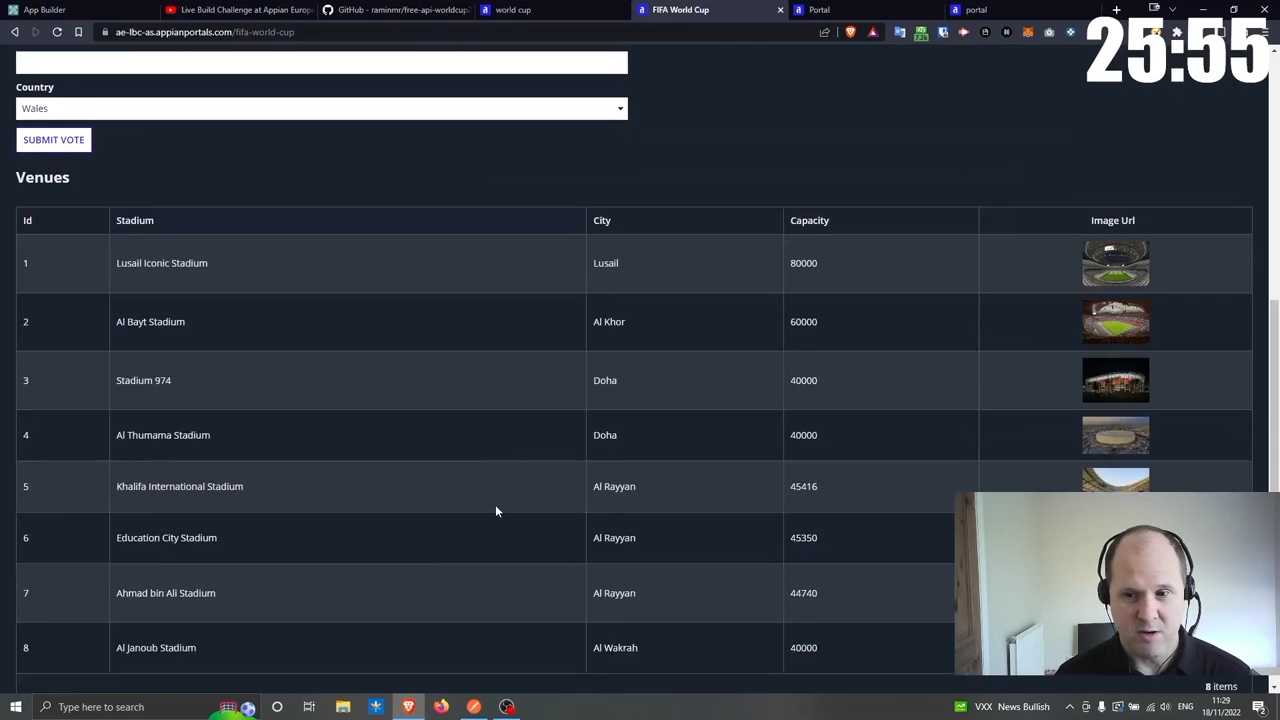 App Builder
Live Build Challenge at Appian Europe
GitHub - raminmr/free-api-worldcup2
world cup
FIFA World Cup
Portal
portal
ae-lbc-as.appianportals.com/fifa-world-cup
25:55
Country
Wales
SUBMIT VOTE
Venues
Id Stadium City Capacity Image Url
1 Lusail Iconic Stadium Lusail 80000
2 Al Bayt Stadium Al Khor 60000
3 Stadium 974 Doha 40000
4 Al Thumama Stadium Doha 40000
5 Khalifa International Stadium Al Rayyan 45416
6 Education City Stadium Al Rayyan 45350
7 Ahmad bin Ali Stadium Al Rayyan 44740
8 Al Janoub Stadium Al Wakrah 40000
8 items
Type here to search
VXX News Bullish
11:29
18/11/2022